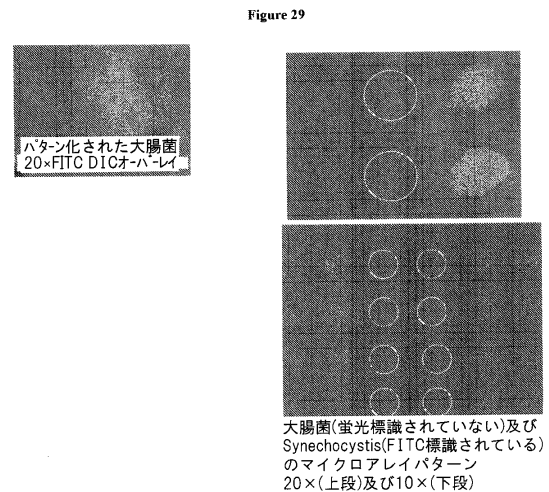 Figure 29
パターン化された大腸菌
20×FITC DICオーバーレイ
大腸菌(蛍光標識されていない)及び
Synechocystis(FITC標識されている)
のマイクロアレイパターン
20×(上段)及び10×(下段)